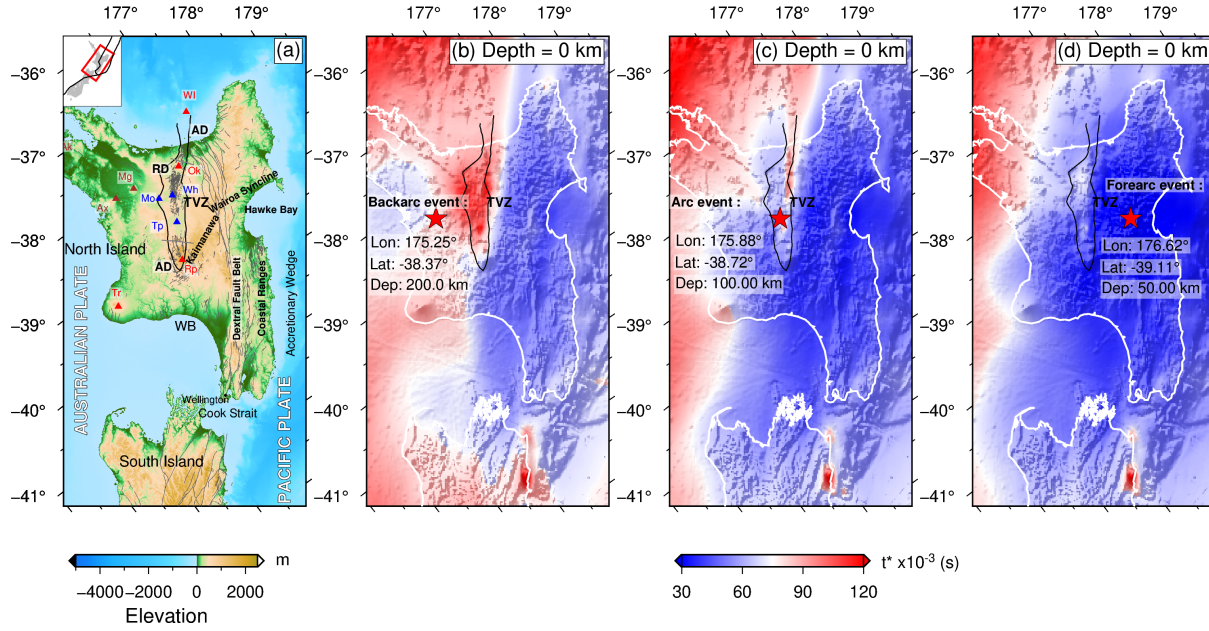 177° 178° 179°
177° 178° 179°
177° 178° 179°
177° 178° 179°
(a)
−36°
−37°
−38°
−39°
−40°
−41°
WI
AD
RD
Ok
Mg
Wh
Mo
TVZ
Ax
Tp
Wairoa Syncline
Hawke Bay
Kaimanawa
North Island
AD
Rp
Tr
WB
Dextral Fault Belt
Coastal Ranges
Accretionary Wedge
AUSTRALIAN PLATE
PACIFIC PLATE
Wellington
Cook Strait
South Island
(b) Depth = 0 km
−36°
−37°
−38°
−39°
−40°
−41°
Backarc event :
TVZ
Lon: 175.25°
Lat: -38.37°
Dep: 200.0 km
(c) Depth = 0 km
−36°
−37°
−38°
−39°
−40°
−41°
Arc event :
TVZ
Lon: 175.88°
Lat: -38.72°
Dep: 100.00 km
(d) Depth = 0 km
−36°
−37°
−38°
−39°
−40°
−41°
Forearc event :
TVZ
Lon: 176.62°
Lat: -39.11°
Dep: 50.00 km
m
−4000 −2000 0 2000
Elevation
t* x10⁻³ (s)
30 60 90 120